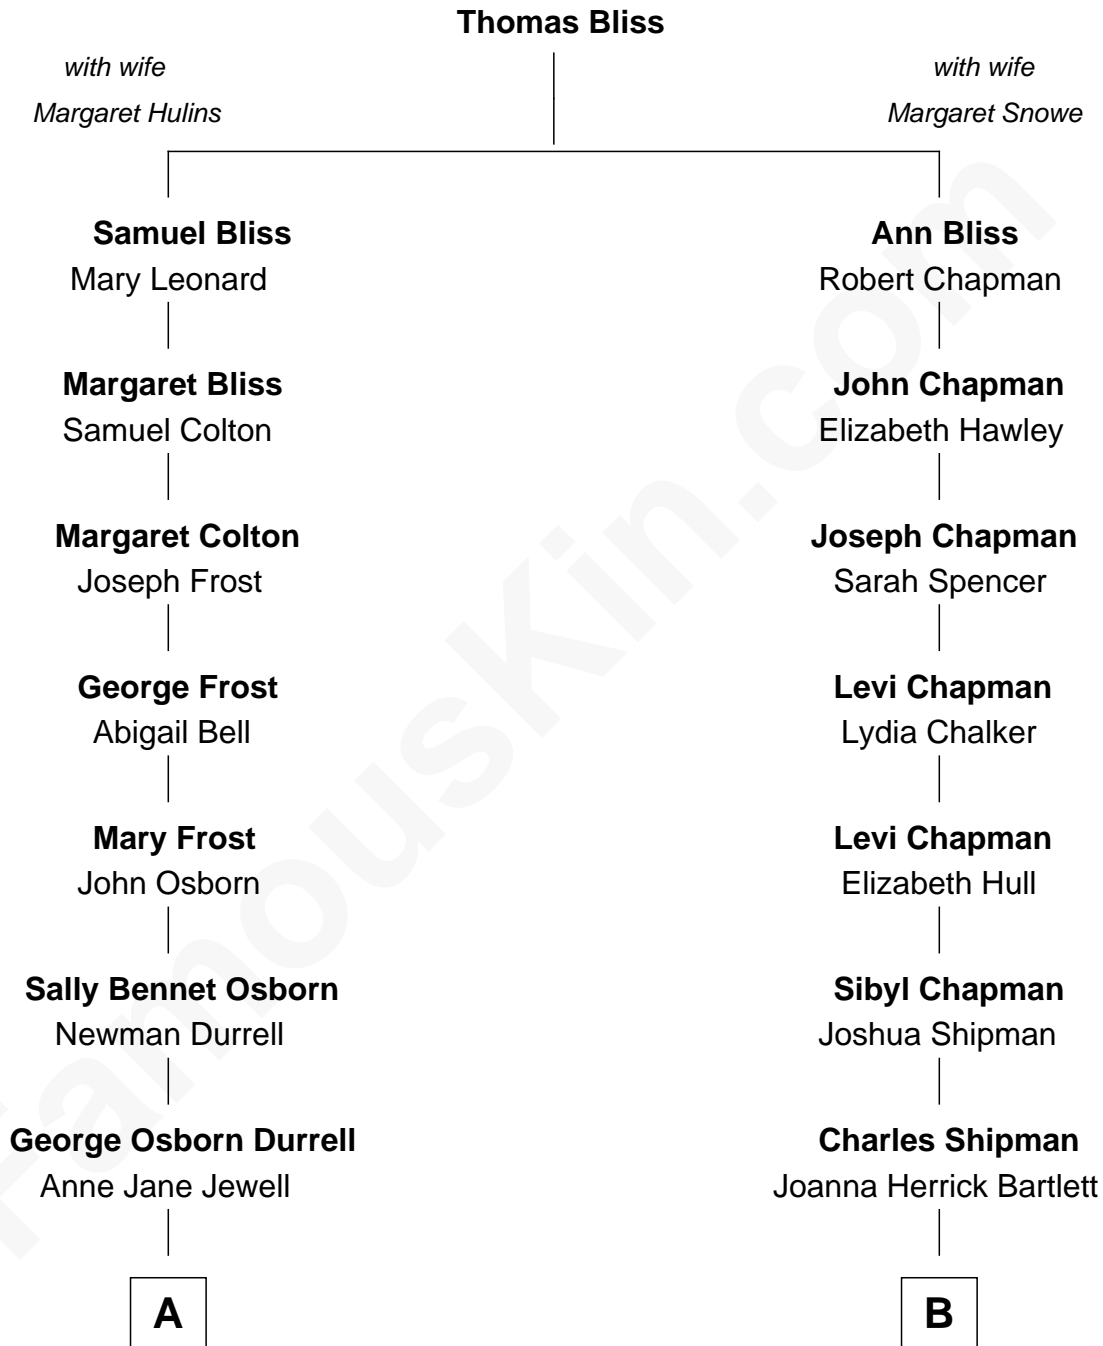 Thomas Bliss
with wife
Margaret Hulins
with wife
Margaret Snowe
Samuel Bliss
Mary Leonard
Ann Bliss
Robert Chapman
Margaret Bliss
Samuel Colton
John Chapman
Elizabeth Hawley
Margaret Colton
Joseph Frost
Joseph Chapman
Sarah Spencer
George Frost
Abigail Bell
Levi Chapman
Lydia Chalker
Mary Frost
John Osborn
Levi Chapman
Elizabeth Hull
Sally Bennet Osborn
Newman Durrell
Sibyl Chapman
Joshua Shipman
George Osborn Durrell
Anne Jane Jewell
Charles Shipman
Joanna Herrick Bartlett
A
B
FamousKin.com